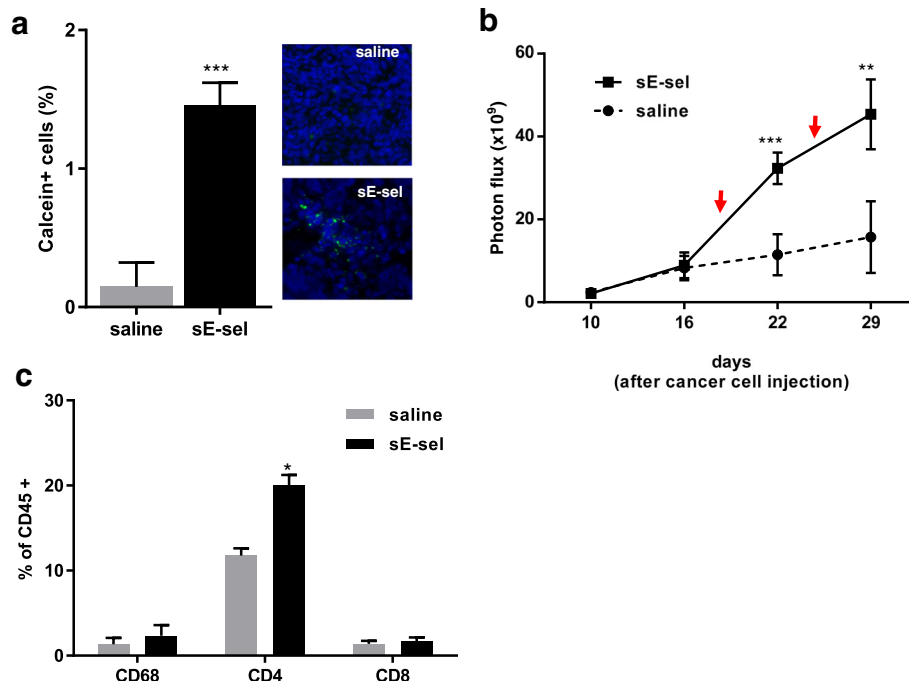 a
Calcein+ cells (%)
2
1
0
***
saline
sE-sel
saline
sE-sel
b
Photon flux (x10⁹)
60
40
20
0
sE-sel
saline
***
**
10 16 22 29
days
(after cancer cell injection)
c
% of CD45 +
30
20
10
0
saline
sE-sel
*
CD68 CD4 CD8